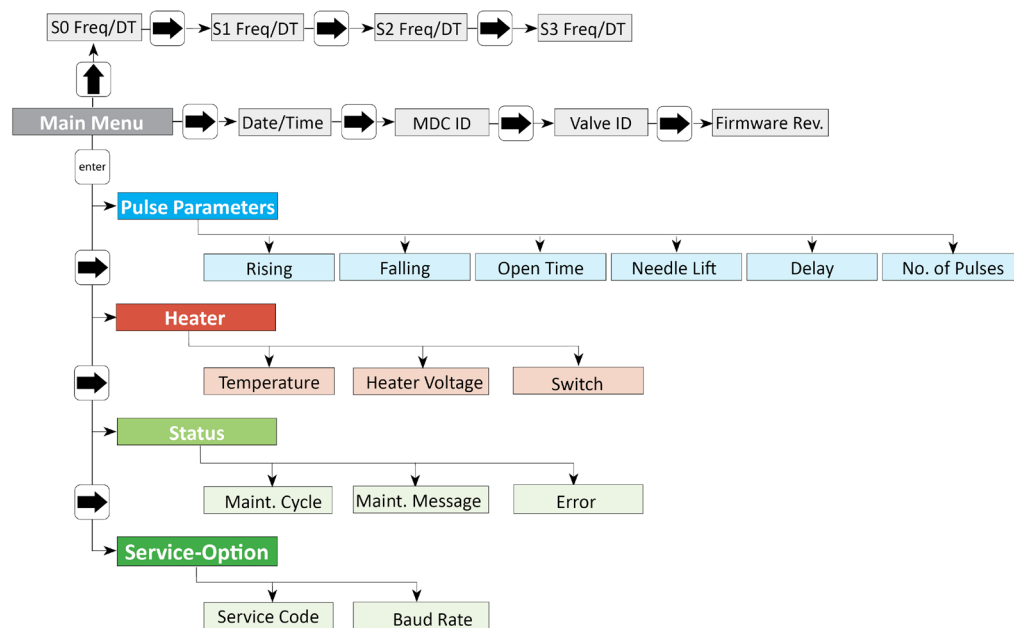 S0 Freq/DT
S1 Freq/DT
S2 Freq/DT
S3 Freq/DT
Main Menu
Date/Time
MDC ID
Valve ID
Firmware Rev.
enter
Pulse Parameters
Rising
Falling
Open Time
Needle Lift
Delay
No. of Pulses
Heater
Temperature
Heater Voltage
Switch
Status
Maint. Cycle
Maint. Message
Error
Service-Option
Service Code
Baud Rate